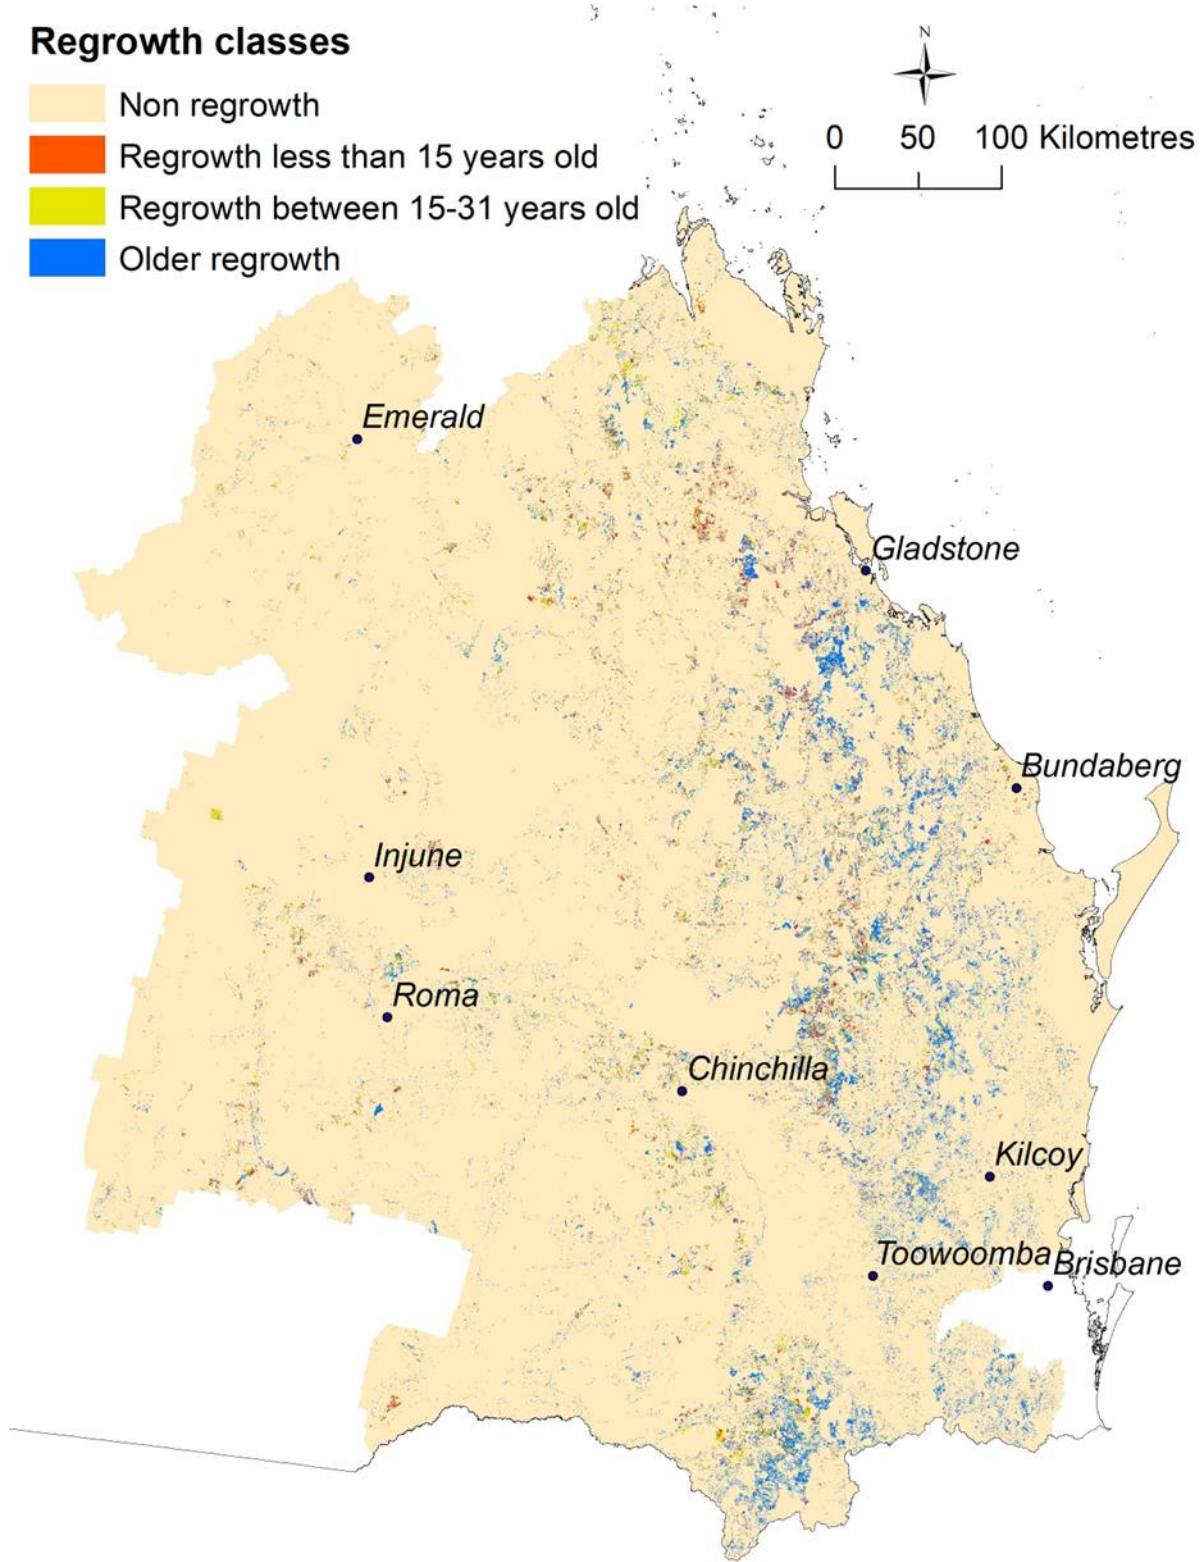 Regrowth classes
Non regrowth
Regrowth less than 15 years old
Regrowth between 15-31 years old
Older regrowth
N
0 50 100 Kilometres
Emerald
Gladstone
Bundaberg
Injune
Roma
Chinchilla
Kilcoy
Toowoomba
Brisbane